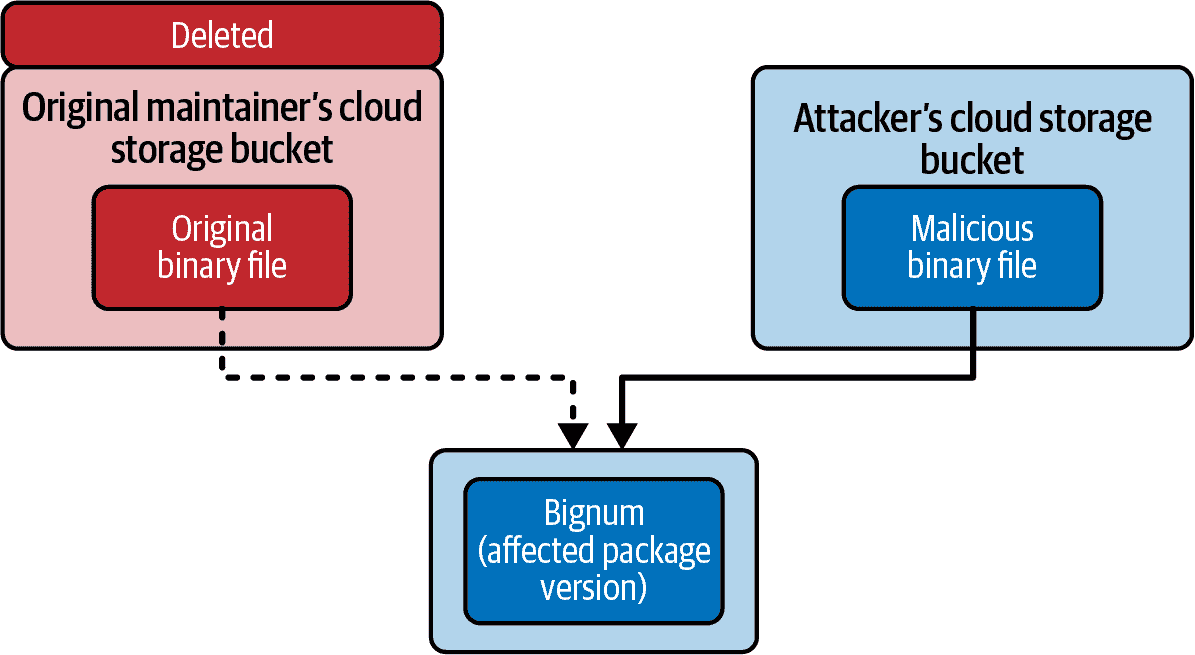 Deleted
Original maintainer’s cloud
storage bucket
Original
binary file
Attacker’s cloud storage
bucket
Malicious
binary file
Bignum
(affected package
version)